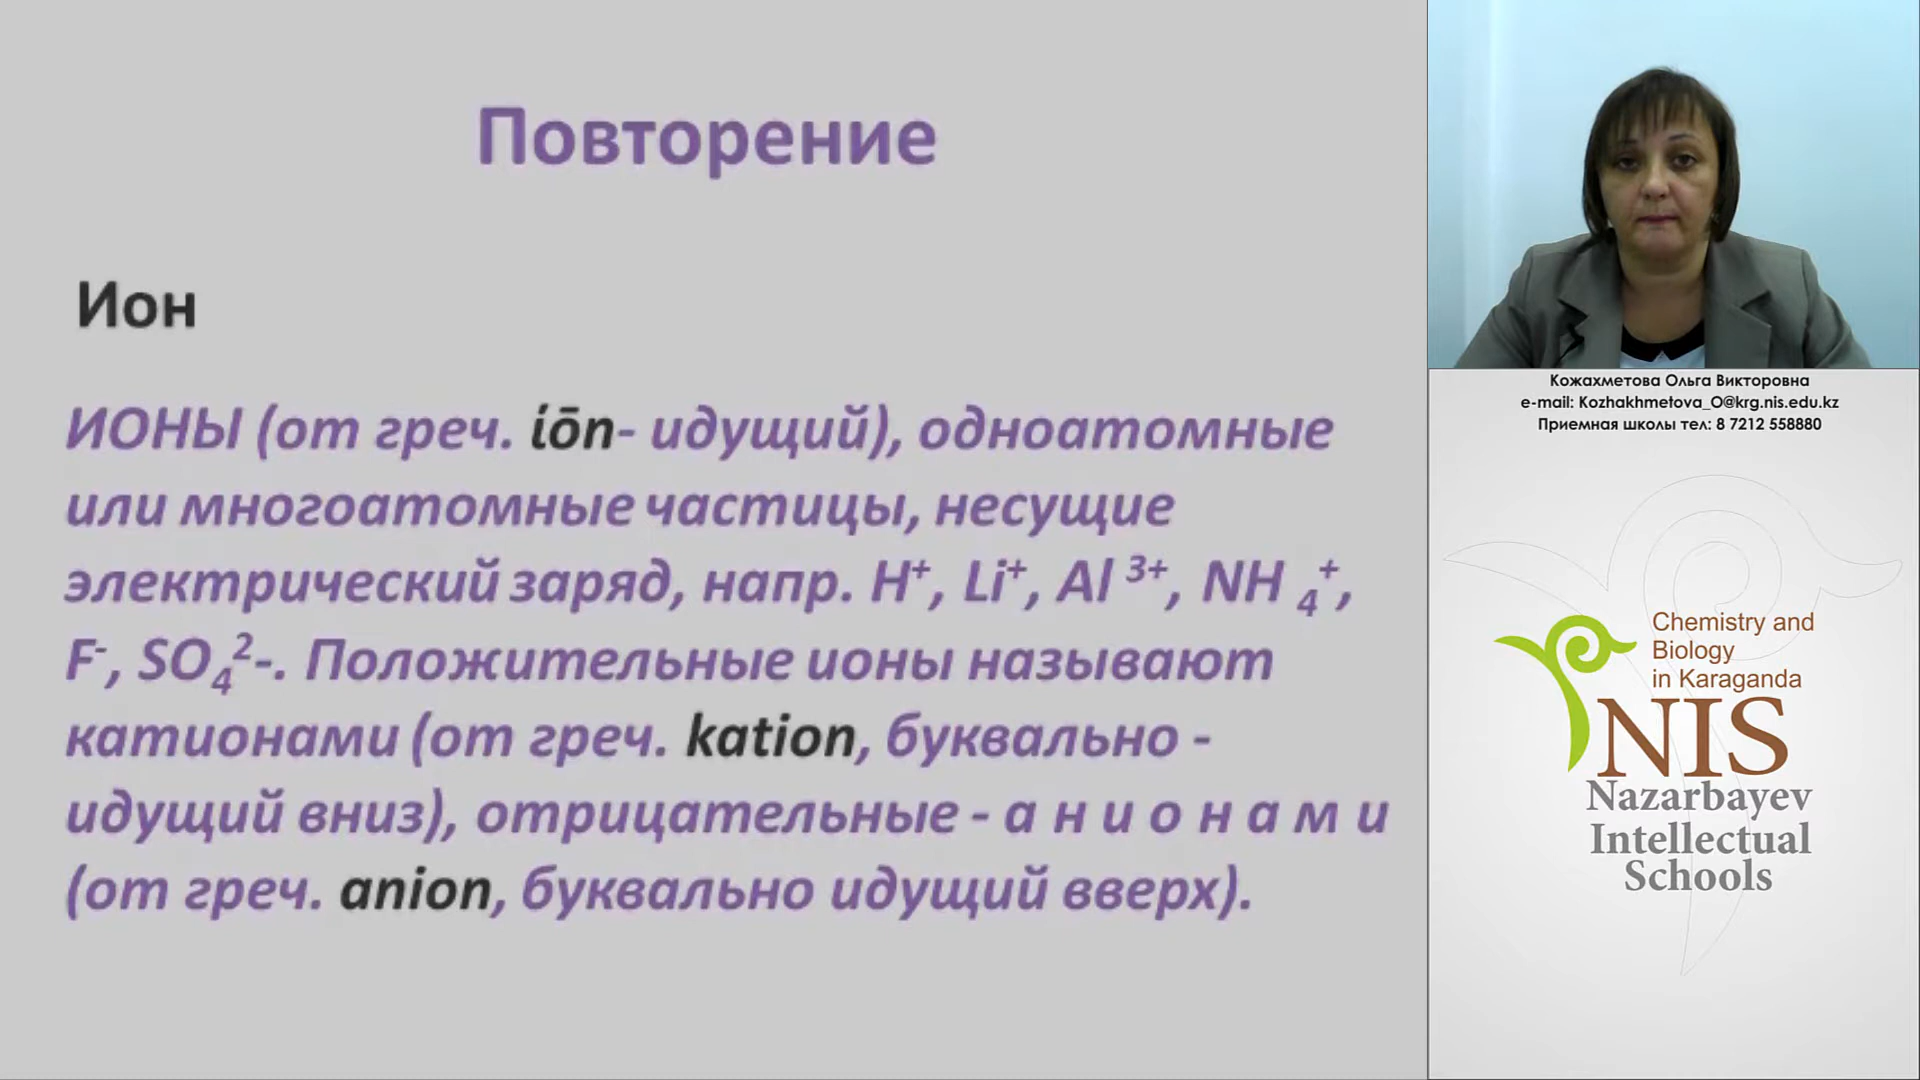 Повторение
Ион
ИОНЫ (от греч. íōn- идущий), одноатомные
или многоатомные частицы, несущие
электрический заряд, напр. H⁺, Li⁺, Al ³⁺, NH ₄⁺,
F⁻, SO₄²-. Положительные ионы называют
катионами (от греч. kation, буквально -
идущий вниз), отрицательные - а н и о н а м и
(от греч. anion, буквально идущий вверх).
Кожахметова Ольга Викторовна
e-mail: Kozhakhmetova_O@krg.nis.edu.kz
Приемная школы тел: 8 7212 558880
Chemistry and
Biology
in Karaganda
NIS
Nazarbayev
Intellectual
Schools